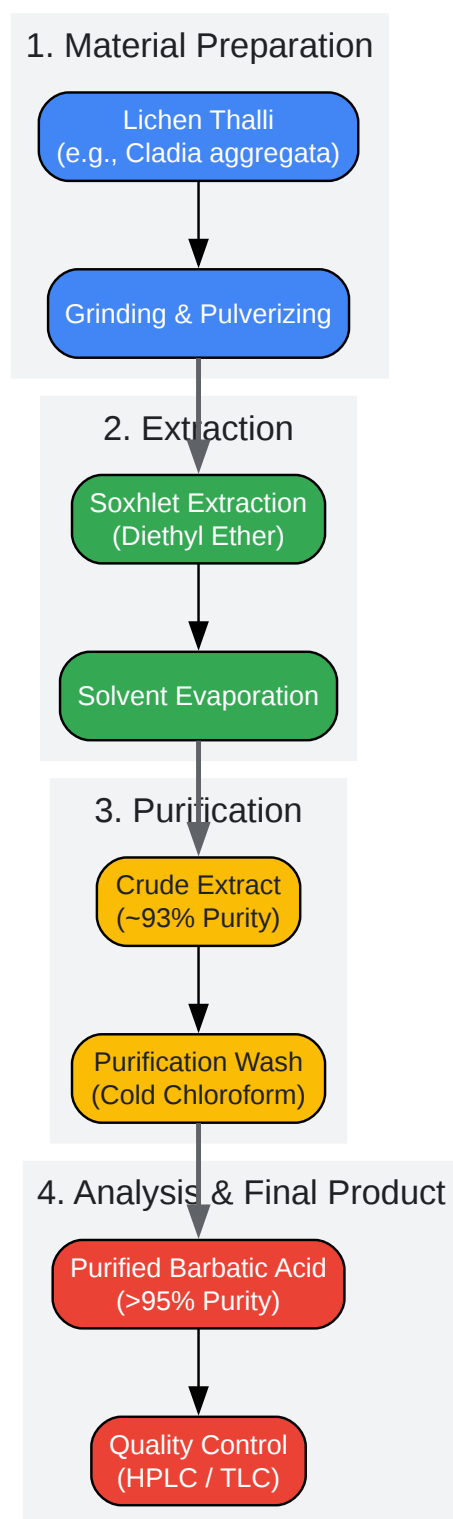 1. Material Preparation
Lichen Thalli
(e.g., Cladia aggregata)
Grinding & Pulverizing
2. Extraction
Soxhlet Extraction
(Diethyl Ether)
Solvent Evaporation
3. Purification
Crude Extract
(~93% Purity)
Purification Wash
(Cold Chloroform)
4. Analysis & Final Product
Purified Barbatic Acid
(>95% Purity)
Quality Control
(HPLC / TLC)